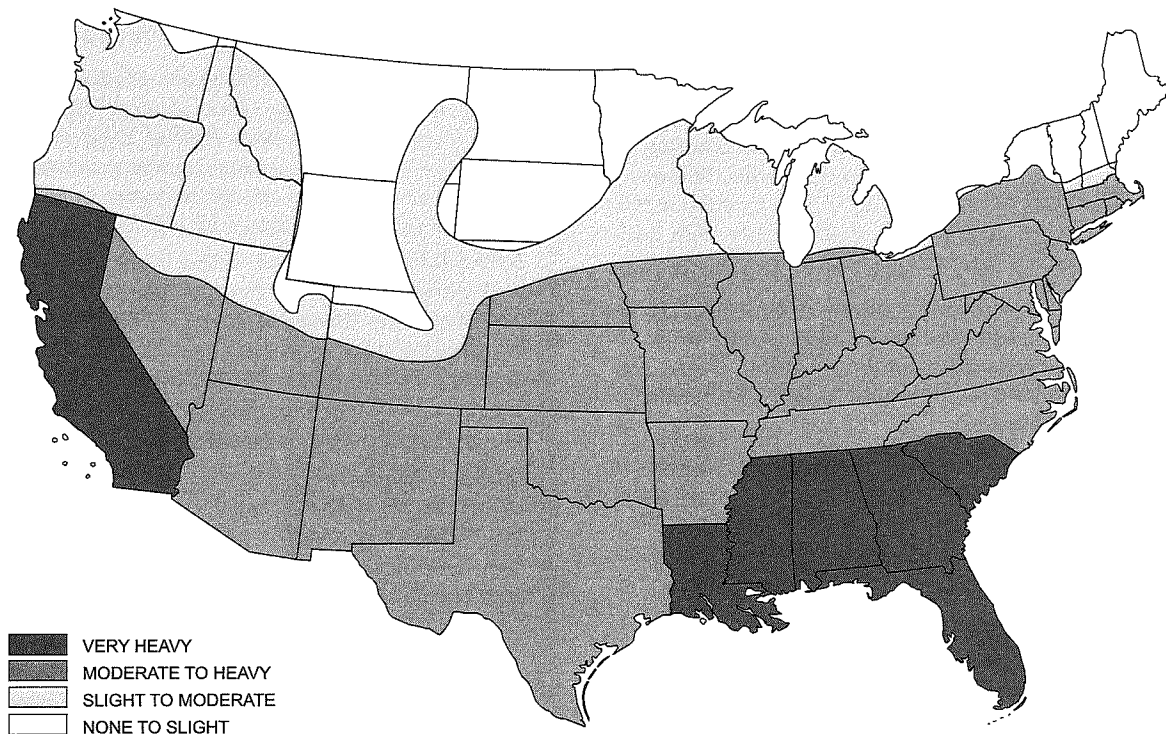 VERY HEAVY
MODERATE TO HEAVY
SLIGHT TO MODERATE
NONE TO SLIGHT